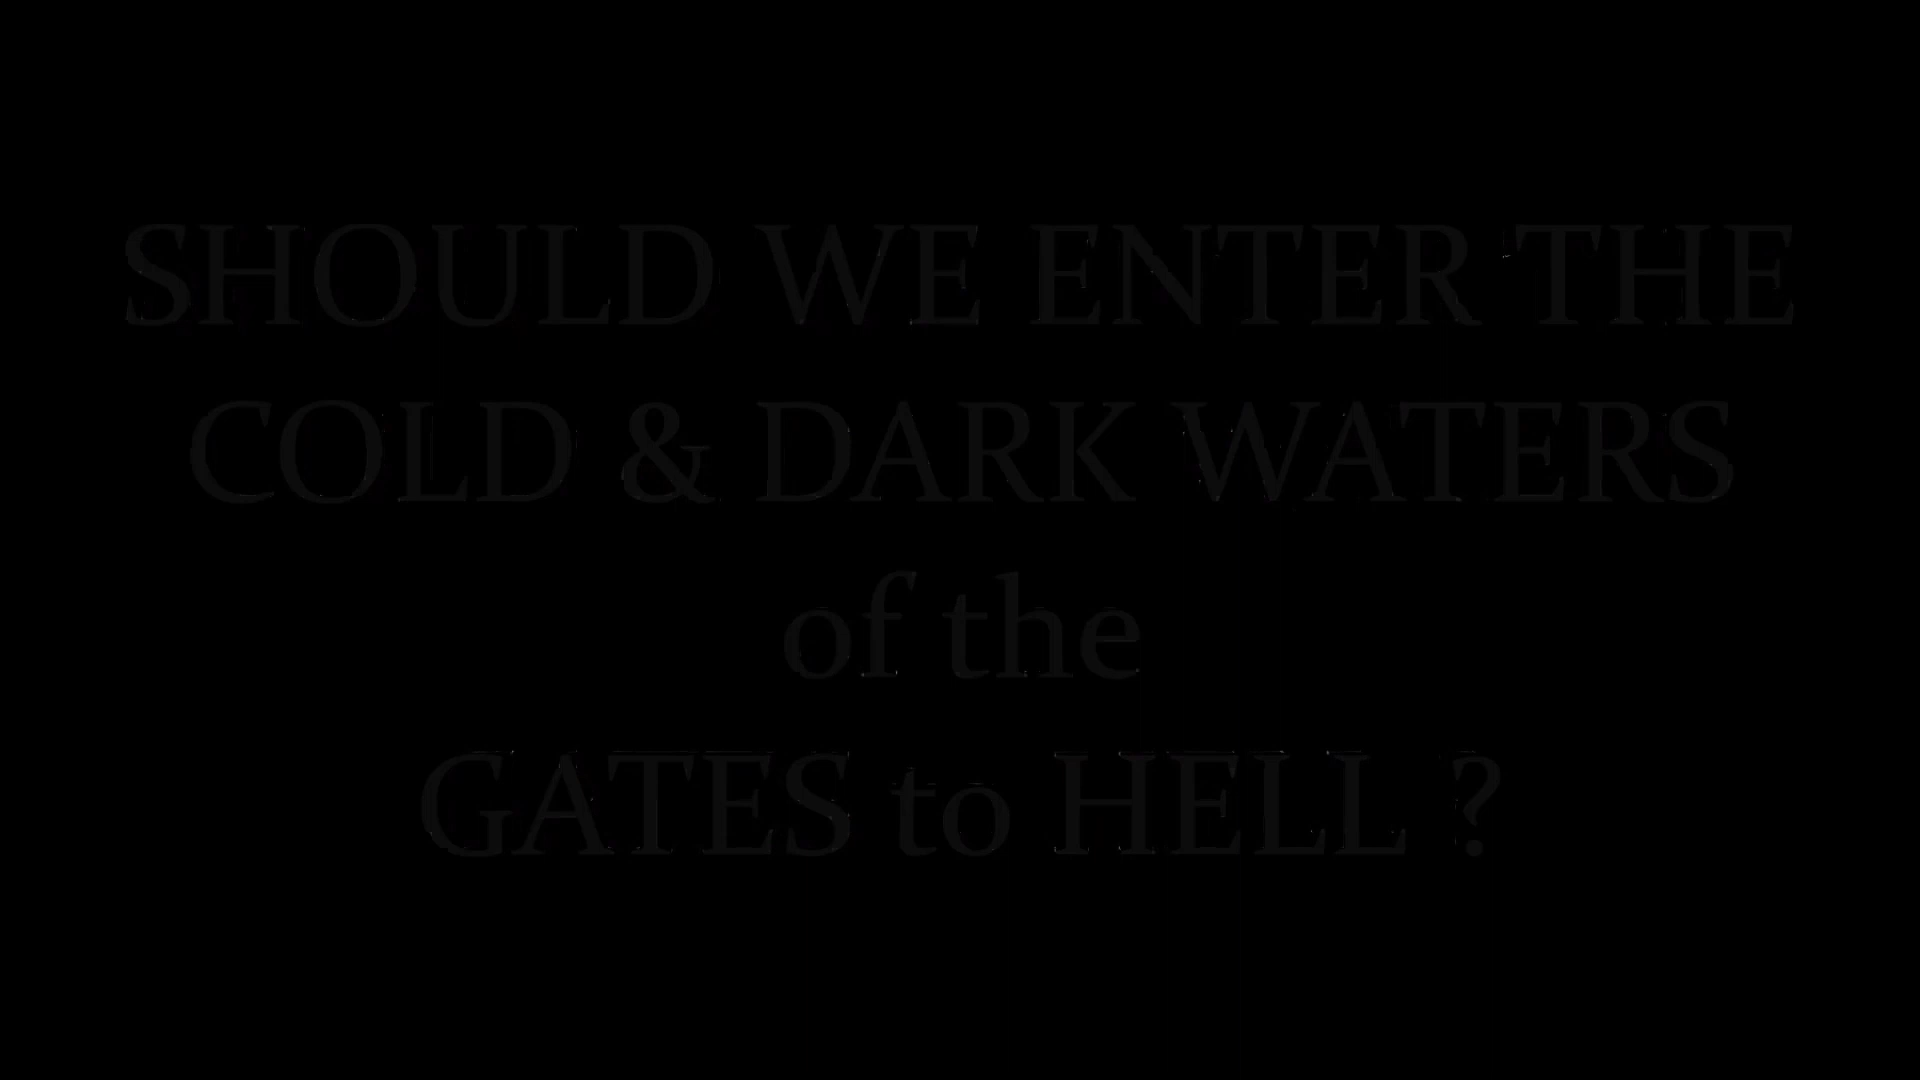 SHOULD WE ENTER THE
COLD & DARK WATERS
of the
GATES to HELL ?